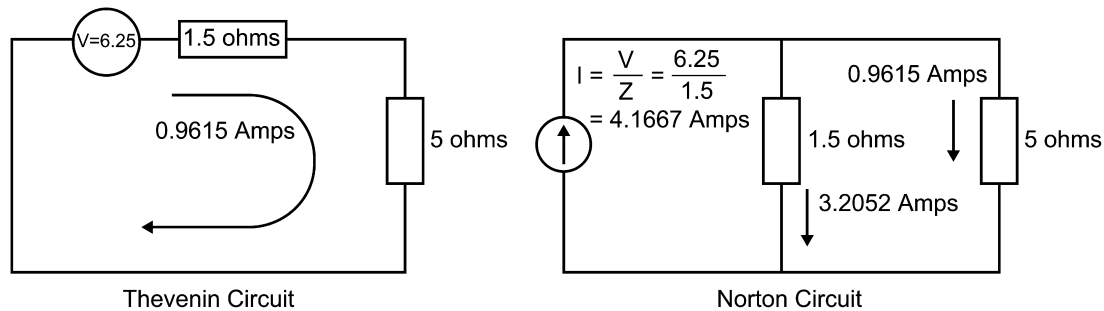 V=6.25
1.5 ohms
0.9615 Amps
5 ohms
Thevenin Circuit
I = V/Z = 6.25/1.5
= 4.1667 Amps
1.5 ohms
3.2052 Amps
0.9615 Amps
5 ohms
Norton Circuit